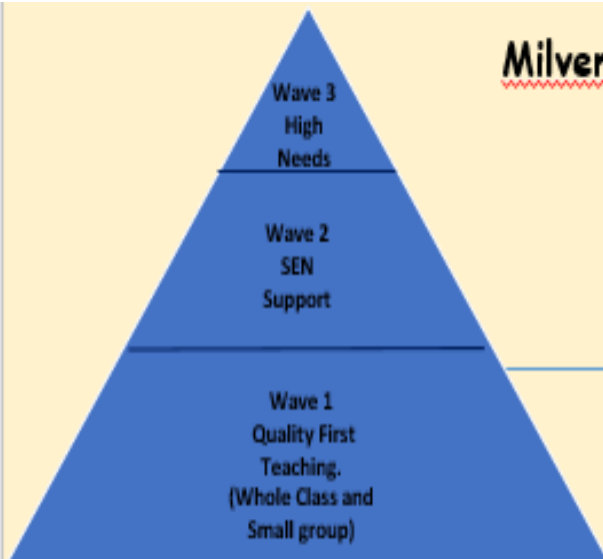 Milver
Wave 3
High
Needs
Wave 2
SEN
Support
Wave 1
Quality First
Teaching.
(Whole Class and
Small group)